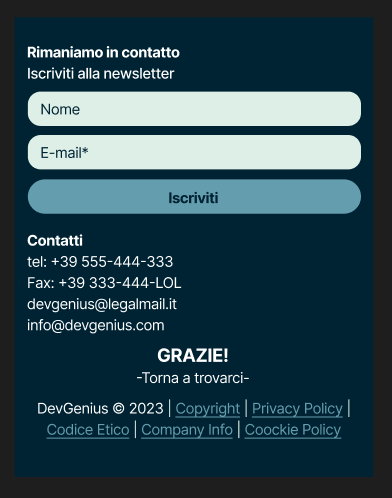 Rimaniamo in contatto
Iscriviti alla newsletter
Nome
E-mail*
Iscriviti
Contatti
tel: +39 555-444-333
Fax: +39 333-444-LOL
devgenius@legalmail.it
info@devgenius.com
GRAZIE!
-Torna a trovarci-
DevGenius © 2023 | Copyright | Privacy Policy |
Codice Etico | Company Info | Coockie Policy